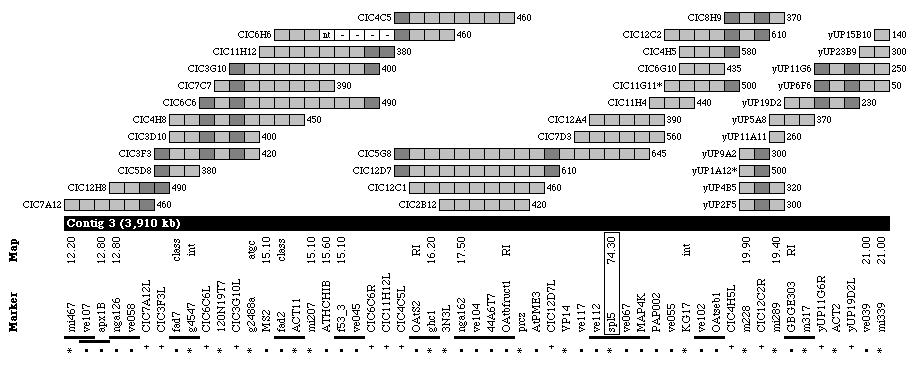 CIC4C5 460 CIC8H9 370
CIC6H6 nt - - - - 460 CIC12C2 610 yUP15B10 140
CIC11H12 380 CIC4H5 580 yUP23B9 300
CIC3G10 400 CIC6G10 435 yUP11G6 250
CIC7C7 390 CIC11G11* 500 yUP6F6 50
CIC6C6 490 CIC11H4 440 yUP19D2 230
CIC4H8 450 CIC12A4 390 yUP5A8 370
CIC3D10 400 CIC7D3 560 yUP11A11 260
CIC3F3 420 CIC5G8 645 yUP9A2 300
CIC5D8 380 CIC12D7 610 yUP1A12* 500
CIC12H8 490 CIC12C1 460 yUP4B5 320
CIC7A12 460 CIC2B12 420 yUP2F5 300
Contig 3 (3,910 kb)
Map 12.20 12.80 12.80 class int atgc 15.10 class 15.10 15.60 15.10 RI 16.20 17.50 RI 74.30 int 19.90 19.40 RI 21.00 21.00
Marker mi467 ve107 apx1B nga126 ve058 CIC7A12L CIC3F3L fad7 g4547 CIC6C6L 120N19T7 CIC3G10L g2488a MS2 fad2 ACT11 mi207 ATHCHIB f53_3 ve045 CIC6C6R CIC11H12L CIC4C5L OAtS2 ghc1 3N3L nga162 ve104 44A6T7 OAtbfructl prcz AtPME3 CIC12D7L YP14 ve117 ve112 spl5 ve067 MAP4K PAP002 ve055 KG17 ve102 OAtzeb1 CIC4H5L m228 CIC12C2R mi289 GBGE303 m317 yUP11G6R ACT2 yUP19D2L ve039 mi339